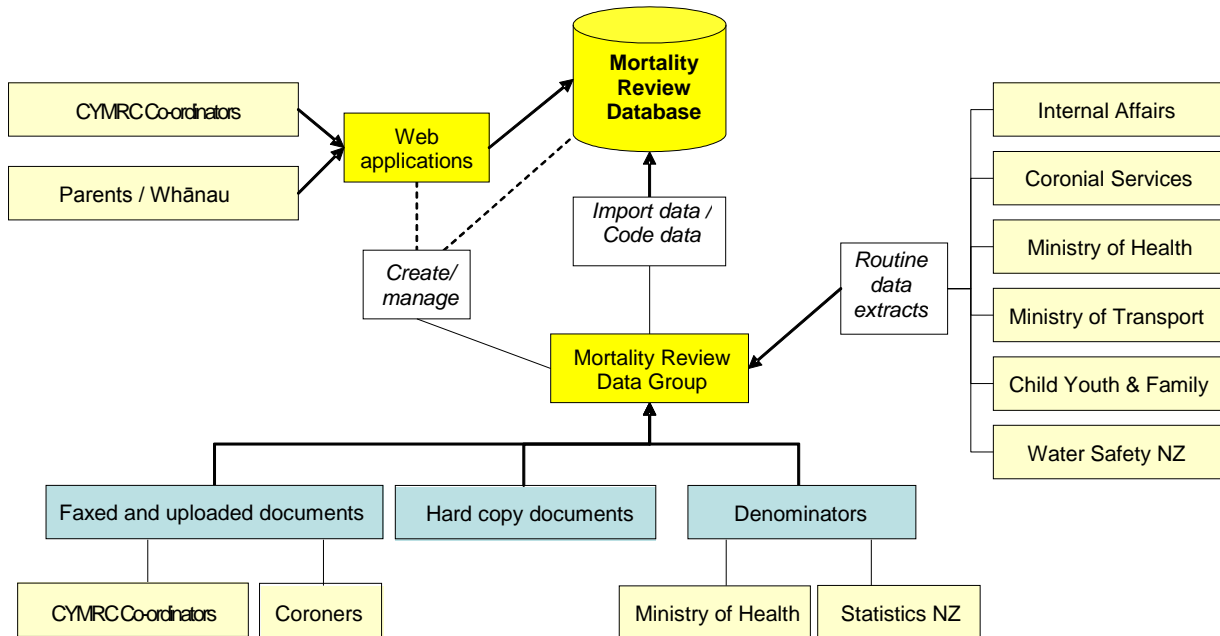 Mortality
Review
Database
CYMRC Co-ordinators
Parents / Whānau
Web
applications
Create/
manage
Import data /
Code data
Routine
data
extracts
Internal Affairs
Coronial Services
Ministry of Health
Ministry of Transport
Child Youth & Family
Water Safety NZ
Mortality Review
Data Group
Faxed and uploaded documents
Hard copy documents
Denominators
CYMRC Co-ordinators
Coroners
Ministry of Health
Statistics NZ